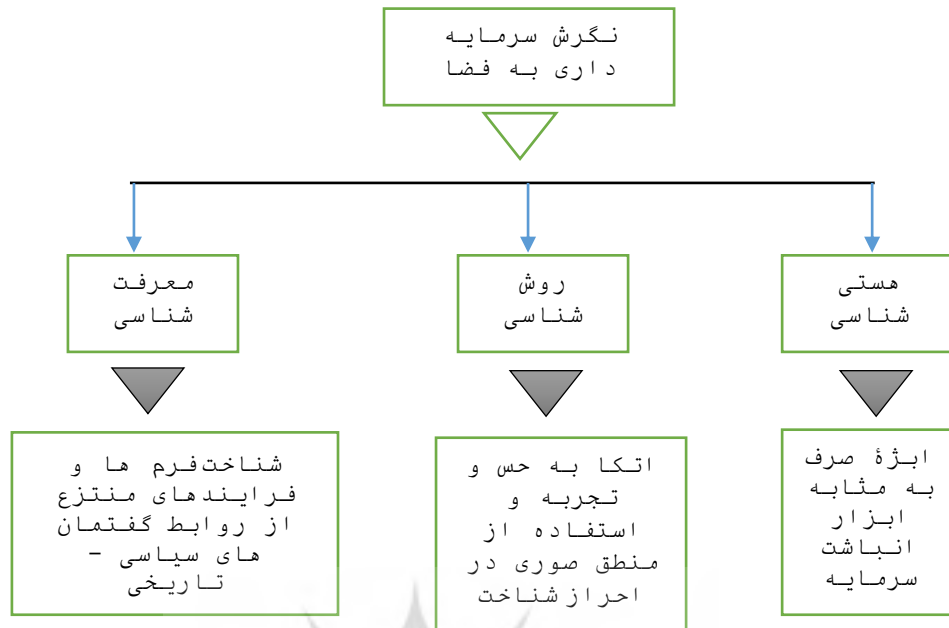 نگرش سرمایه
داری به فضا
هستی
شناسی
روش
شناسی
معرفت
شناسی
ابژۀ صرف
به مثابه
ابزار
انباشت
سرمایه
اتکا به حس و
تجربه و
استفاده از
منطق صوری در
احراز شناخت
شناخت فرم ها و
فرایندهای منتزع
از روابط گفتمان
های سیاسی –
تاریخی